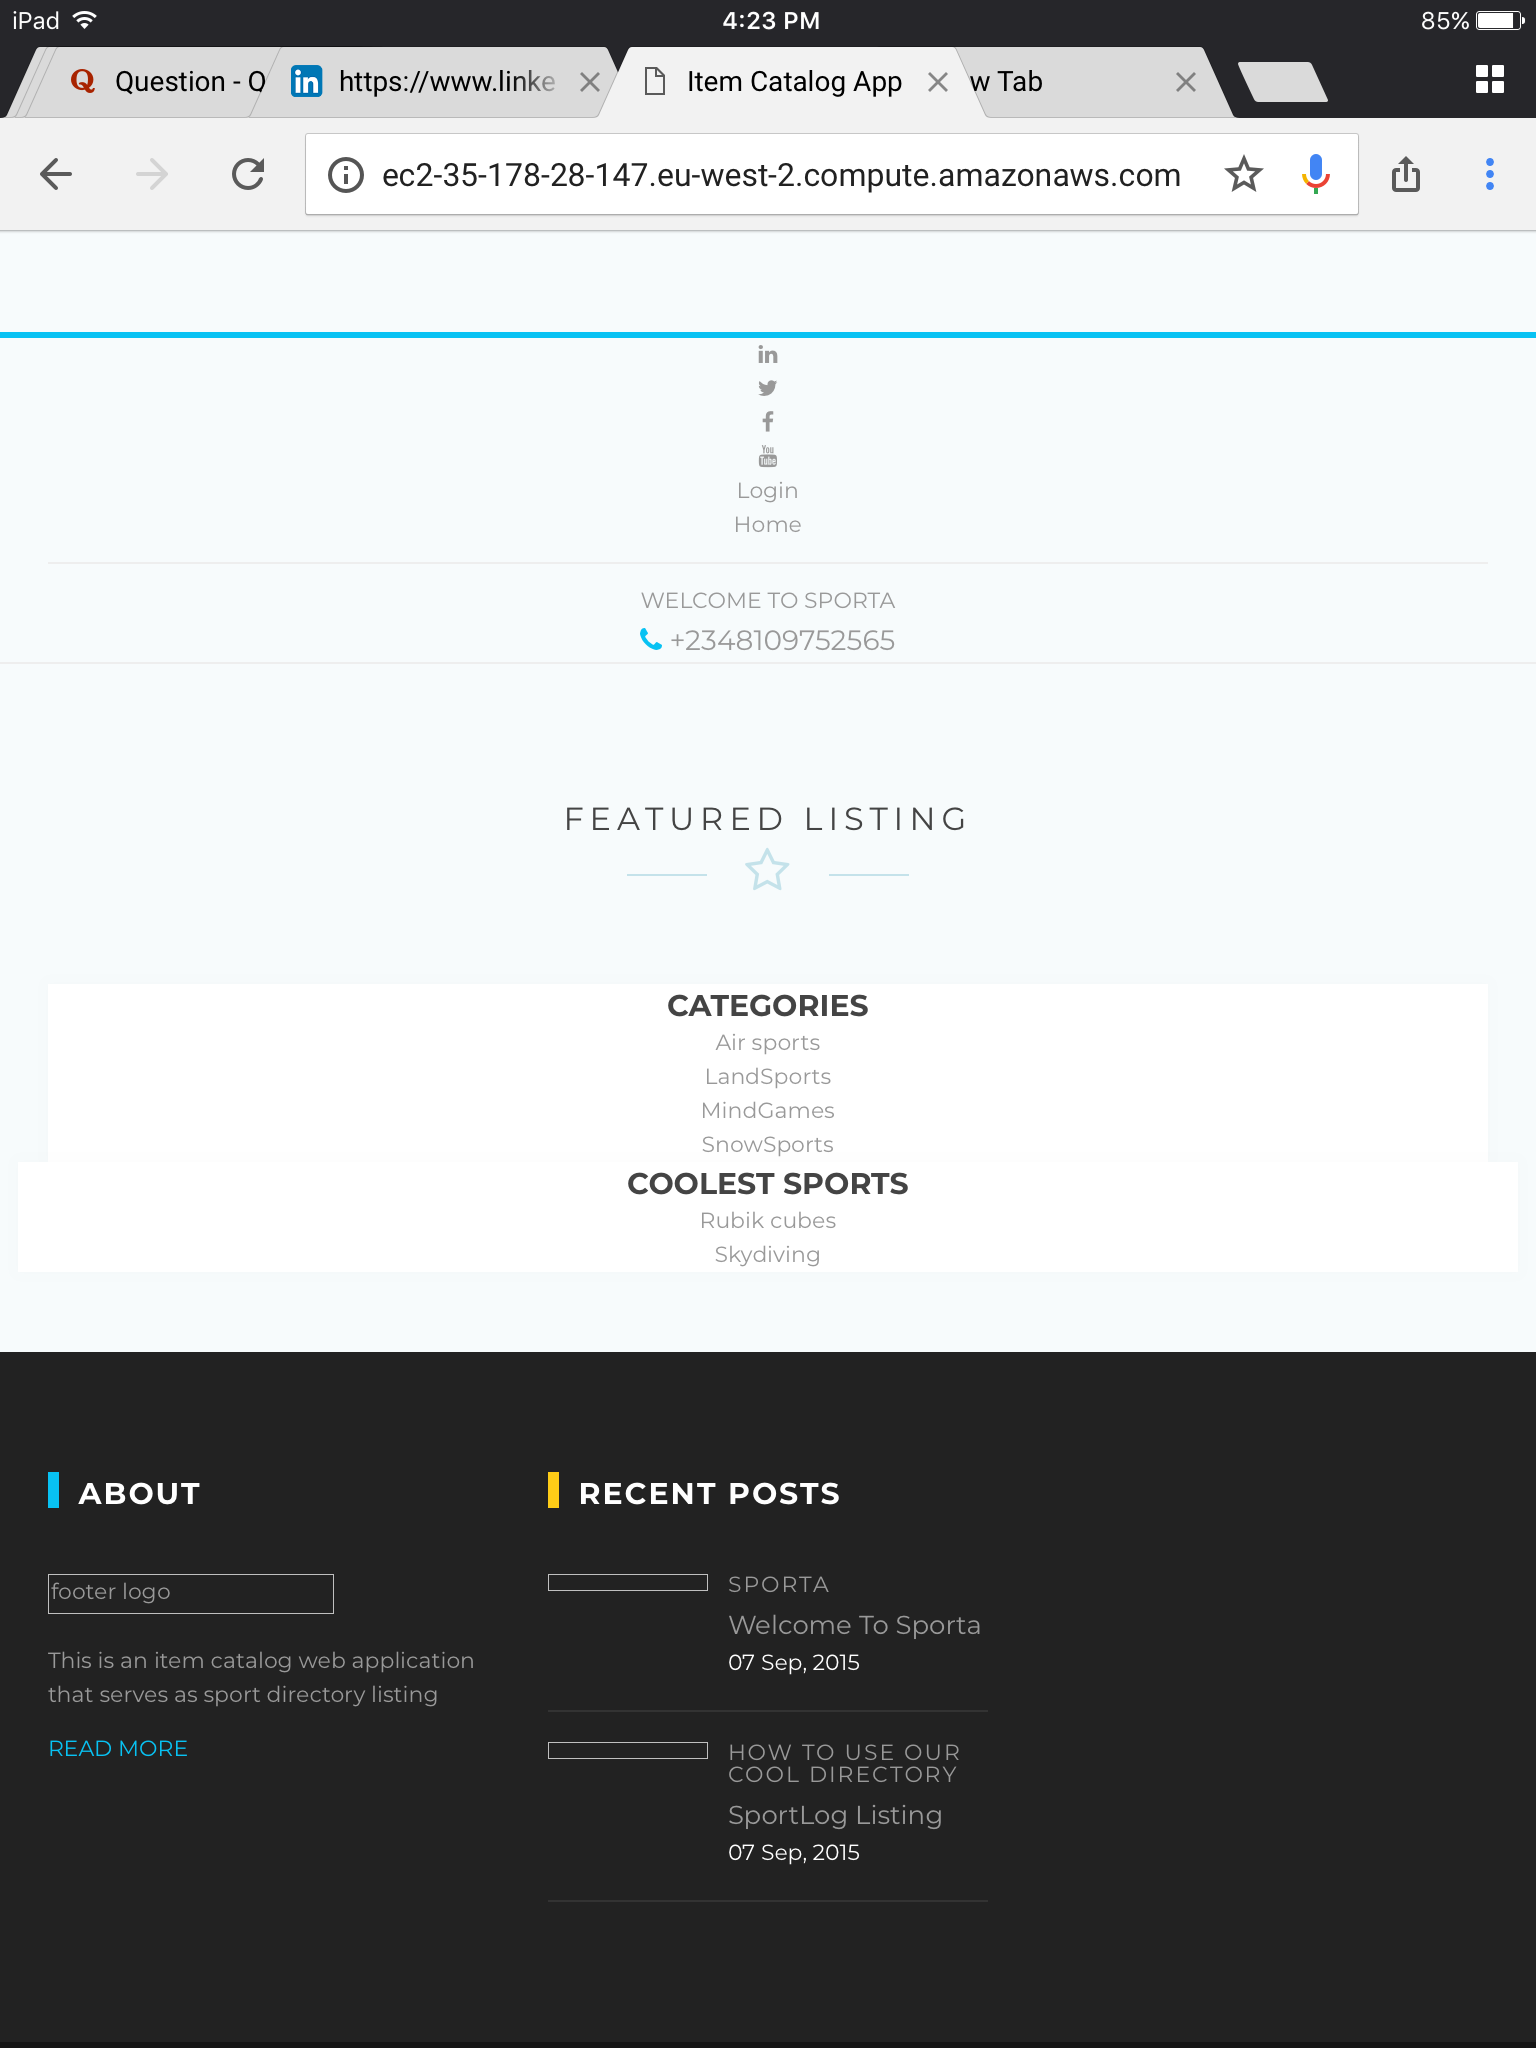 iPad 4:23 PM 85%
Question - Q https://www.linke Item Catalog App w Tab
ec2-35-178-28-147.eu-west-2.compute.amazonaws.com
in
You
Tube
Login
Home
WELCOME TO SPORTA
+2348109752565
FEATURED LISTING
CATEGORIES
Air sports
LandSports
MindGames
SnowSports
COOLEST SPORTS
Rubik cubes
Skydiving
ABOUT
footer logo
This is an item catalog web application
that serves as sport directory listing
READ MORE
RECENT POSTS
SPORTA
Welcome To Sporta
07 Sep, 2015
HOW TO USE OUR
COOL DIRECTORY
SportLog Listing
07 Sep, 2015